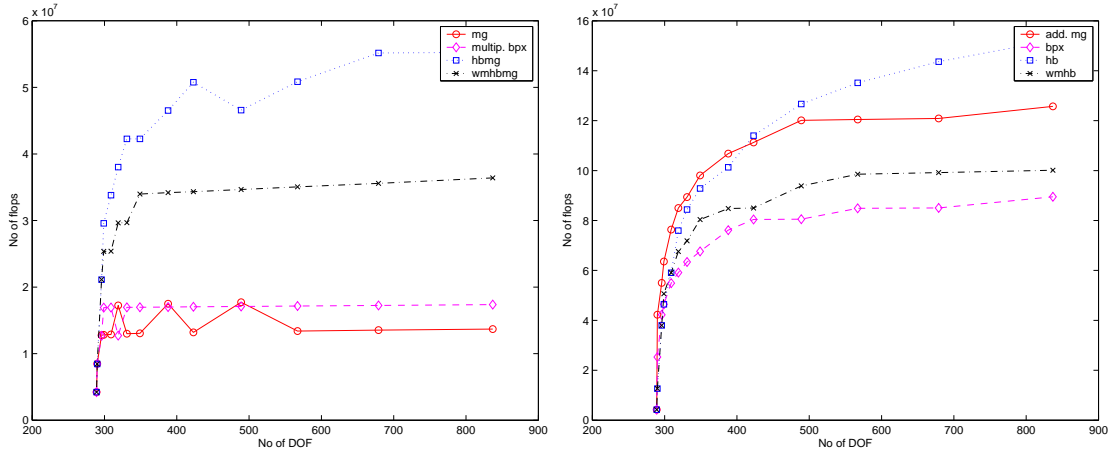 x 10^7
6
5
4
3
2
1
0
No of flops
200 300 400 500 600 700 800 900
No of DOF
mg
multip. bpx
hbmg
wmhbmg
x 10^7
16
14
12
10
8
6
4
2
0
No of flops
200 300 400 500 600 700 800 900
No of DOF
add. mg
bpx
hb
wmhb